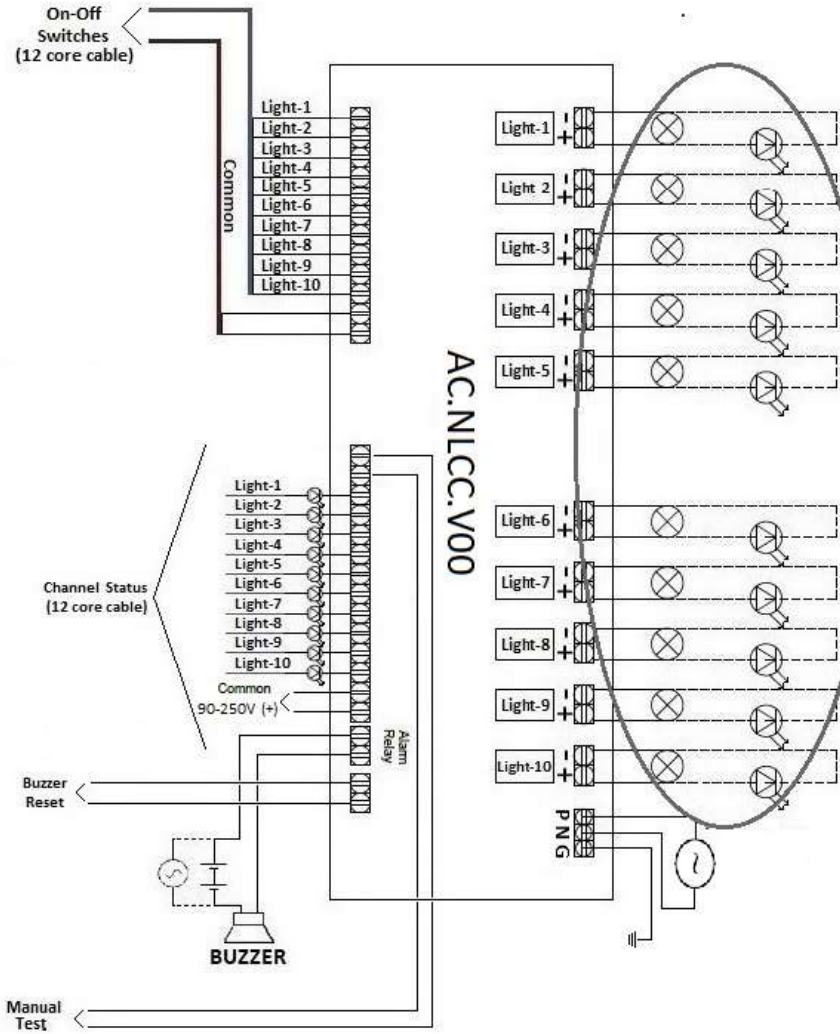 On-Off
Switches
(12 core cable)
Light-1
Light-2
Light-3
Light-4
Light-5
Light-6
Light-7
Light-8
Light-9
Light-10
Common
AC.NLCC.V00
Light-1
-
+
Light 2
-
+
Light-3
-
+
Light-4
-
+
Light-5
-
+
Light-6
-
+
Light-7
-
+
Light-8
-
+
Light-9
-
+
Light-10
-
+
P N G
Channel Status
(12 core cable)
Light-1
Light-2
Light-3
Light-4
Light-5
Light-6
Light-7
Light-8
Light-9
Light-10
Common
90-250V (+)
Alarm
Relay
Buzzer
Reset
BUZZER
Manual
Test